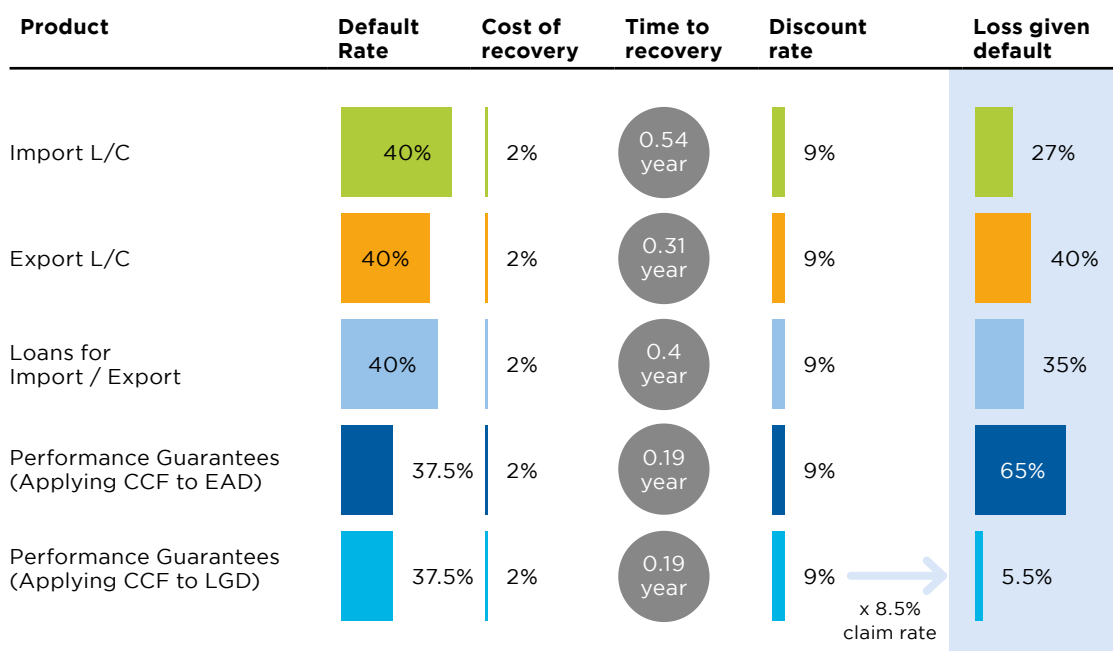 Product
Default
Rate
Cost of
recovery
Time to
recovery
Discount
rate
Loss given
default
Import L/C
40%
2%
0.54
year
9%
27%
Export L/C
40%
2%
0.31
year
9%
40%
Loans for
Import / Export
40%
2%
0.4
year
9%
35%
Performance Guarantees
(Applying CCF to EAD)
37.5%
2%
0.19
year
9%
65%
Performance Guarantees
(Applying CCF to LGD)
37.5%
2%
0.19
year
9%
x 8.5%
claim rate
5.5%